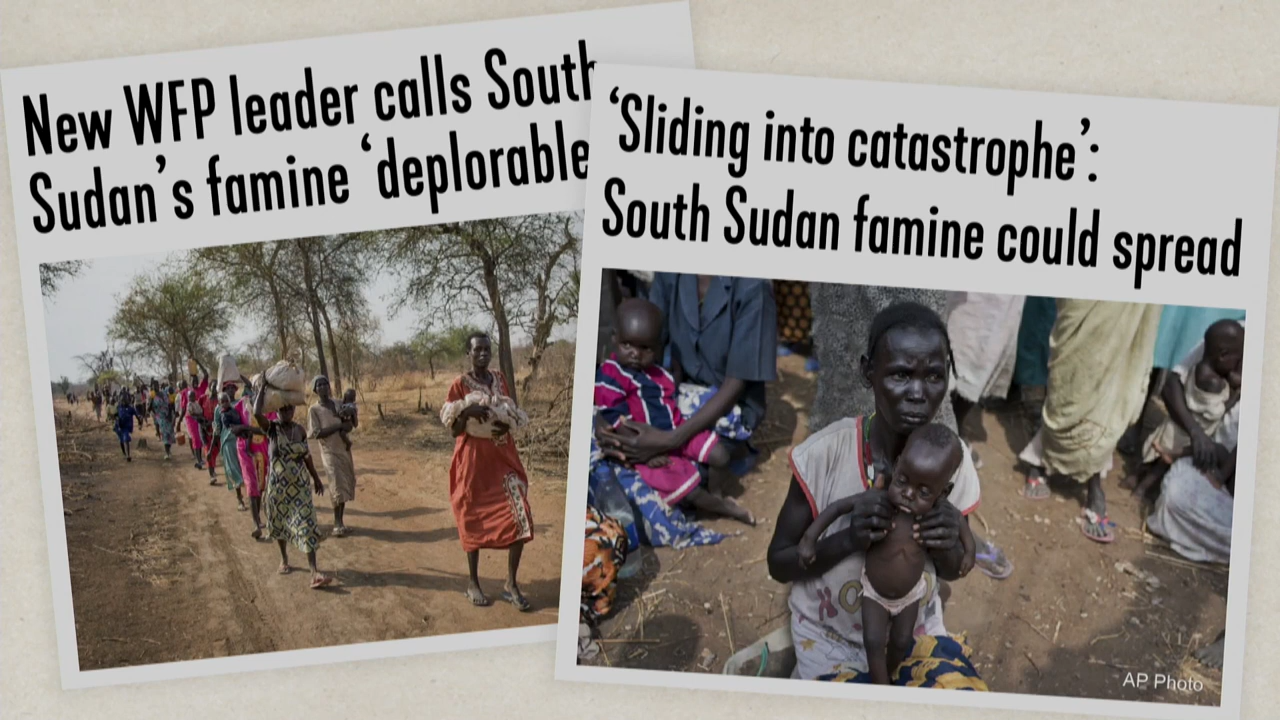 New WFP leader calls South
Sudan's famine ‘deplorable
‘Sliding into catastrophe’:
South Sudan famine could spread
AP Photo